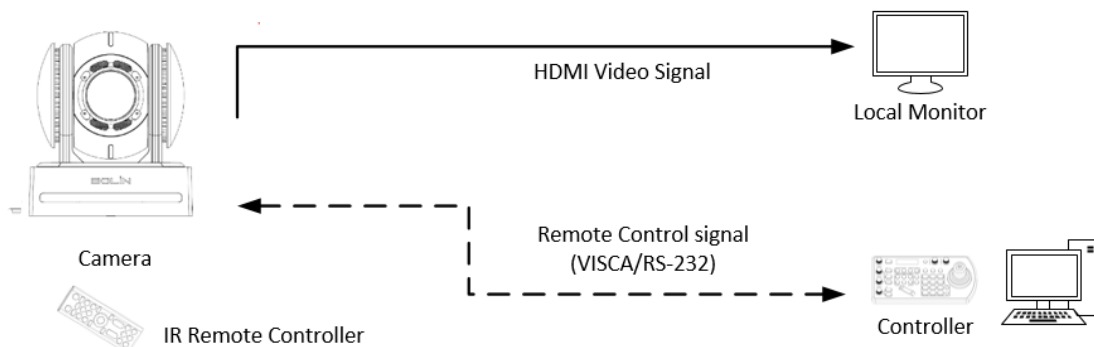 HDMI Video Signal
Local Monitor
BOLIN
Camera
Remote Control signal
(VISCA/RS-232)
IR Remote Controller
Controller